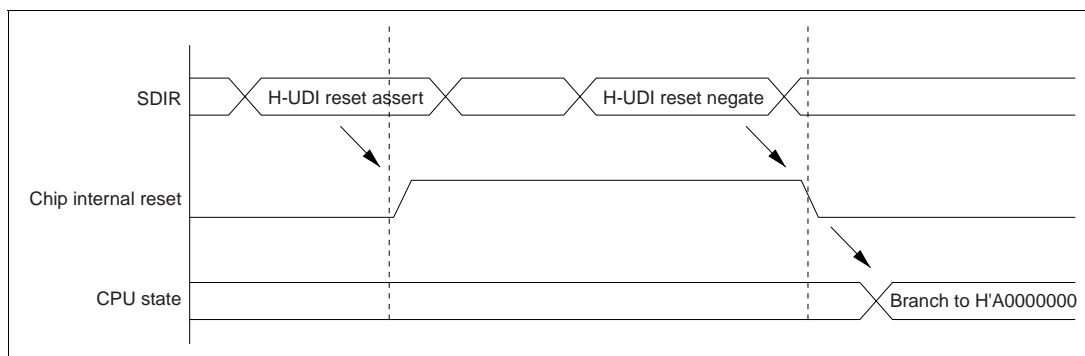 SDIR
H-UDI reset assert
H-UDI reset negate
Chip internal reset
CPU state
Branch to H'A0000000